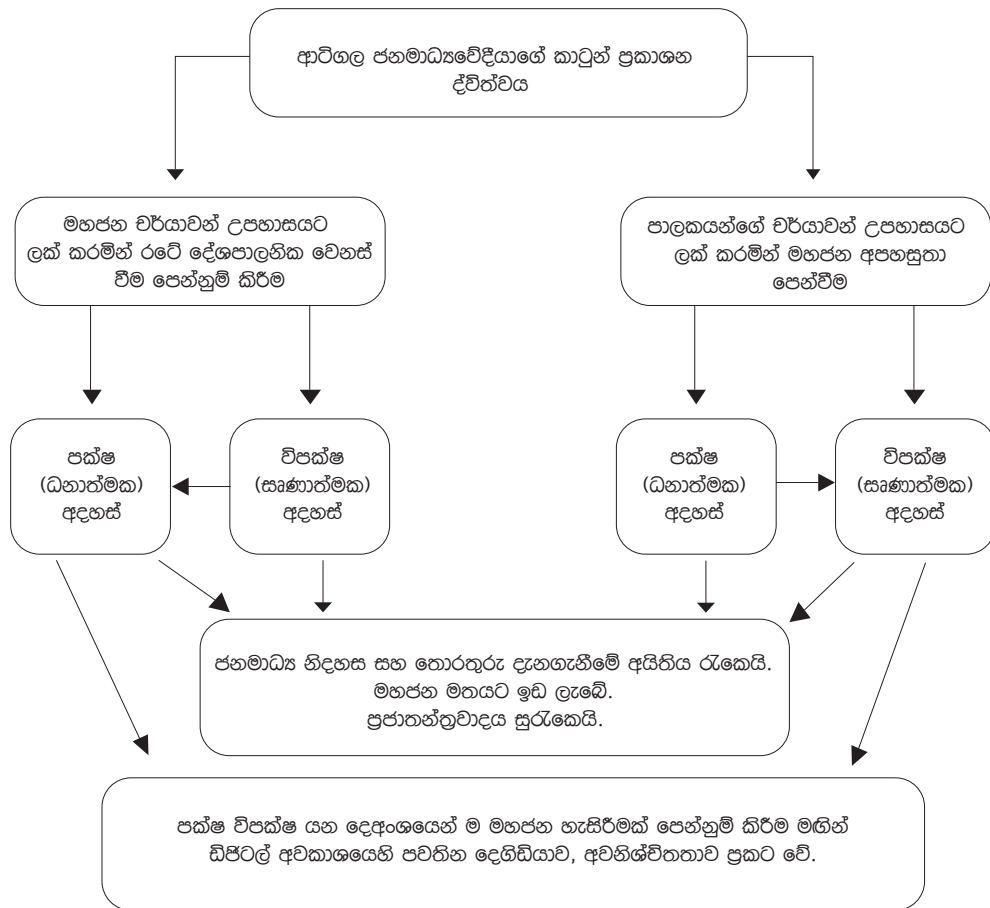 ආටිගල ජනමාධ්‍යවේදීයාගේ කාටුන් ප්‍රකාශන
ද්විත්වය
මහජන චර්යාවන් උපහාසයට
ලක් කරමින් රටේ දේශපාලනික වෙනස්
වීම පෙන්නුම් කිරීම
පාලකයන්ගේ චර්යාවන් උපහාසයට
ලක් කරමින් මහජන අපහසුතා
පෙන්වීම
පක්ෂ
(ධනාත්මක)
අදහස්
විපක්ෂ
(සෘණාත්මක)
අදහස්
පක්ෂ
(ධනාත්මක)
අදහස්
විපක්ෂ
(සෘණාත්මක)
අදහස්
ජනමාධ්‍ය නිදහස සහ තොරතුරු දැනගැනීමේ අයිතිය රැකෙයි.
මහජන මතයට ඉඩ ලැබේ.
ප්‍රජාතන්ත්‍රවාදය සුරැකෙයි.
පක්ෂ විපක්ෂ යන දෙඅංශයෙන් ම මහජන හැසිරීමක් පෙන්නුම් කිරීම මඟින්
ඩිජිටල් අවකාශයෙහි පවතින දෙගිඩියාව, අවිනිශ්චිතතාව ප්‍රකට වේ.